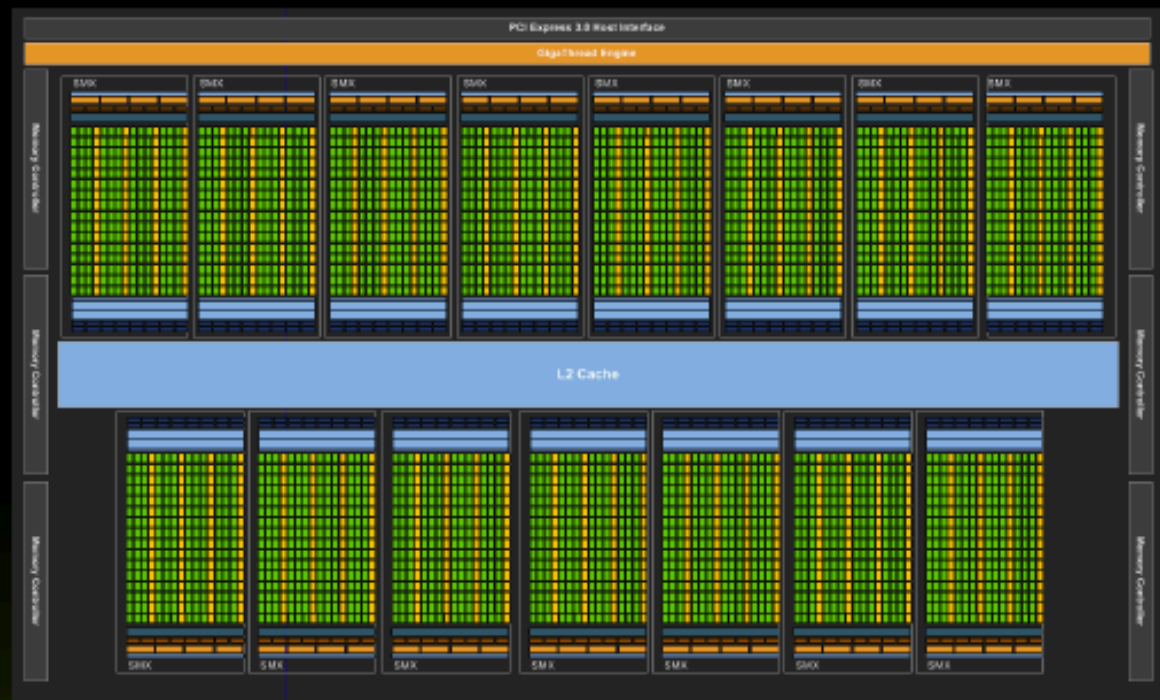 PCI Express 3.0 Host Interface
GigaThread Engine
SMX SMX SMX SMX SMX SMX SMX SMX
Memory Controller
Memory Controller
Memory Controller
Memory Controller
Memory Controller
Memory Controller
L2 Cache
SMX SMX SMX SMX SMX SMX SMX